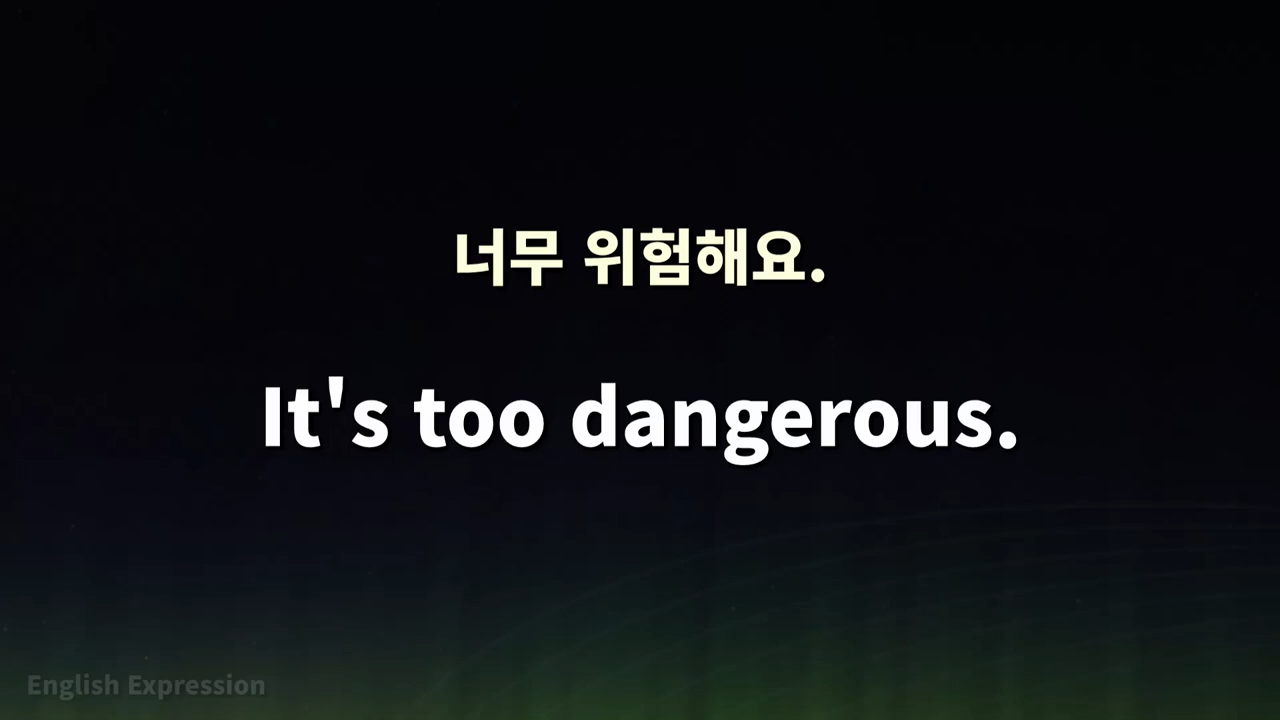 너무 위험해요.
It's too dangerous.
English Expression